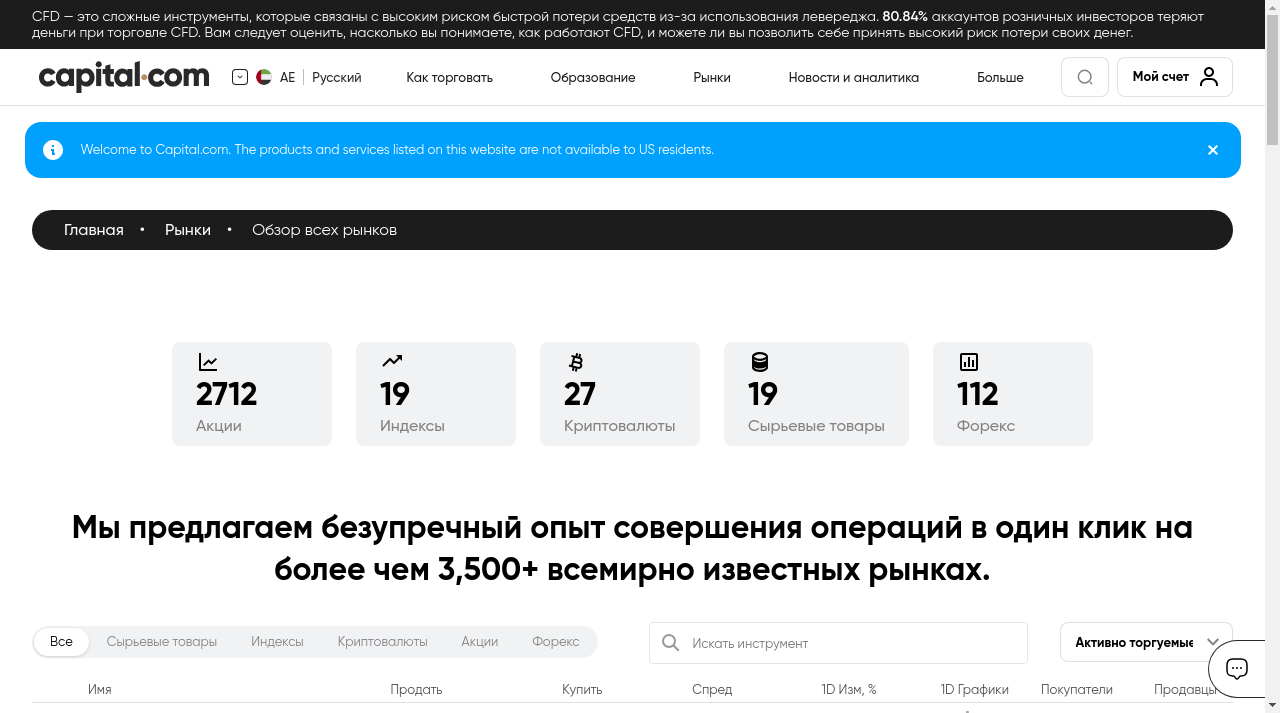 CFD — это сложные инструменты, которые связаны с высоким риском быстрой потери средств из-за использования левереджа. 80.84% аккаунтов розничных инвесторов теряют
деньги при торговле CFD. Вам следует оценить, насколько вы понимаете, как работают CFD, и можете ли вы позволить себе принять высокий риск потери своих денег.
capital.com AE Русский Как торговать Образование Рынки Новости и аналитика Больше Мой счет
Welcome to Capital.com. The products and services listed on this website are not available to US residents.
Главная • Рынки • Обзор всех рынков
2712 19 27 19 112
Акции Индексы Криптовалюты Сырьевые товары Форекс
Мы предлагаем безупречный опыт совершения операций в один клик на
более чем 3,500+ всемирно известных рынках.
Все Сырьевые товары Индексы Криптовалюты Акции Форекс Искать инструмент Активно торгуемые
Имя Продать Купить Спред 1D Изм, % 1D Графики Покупатели Продавцы